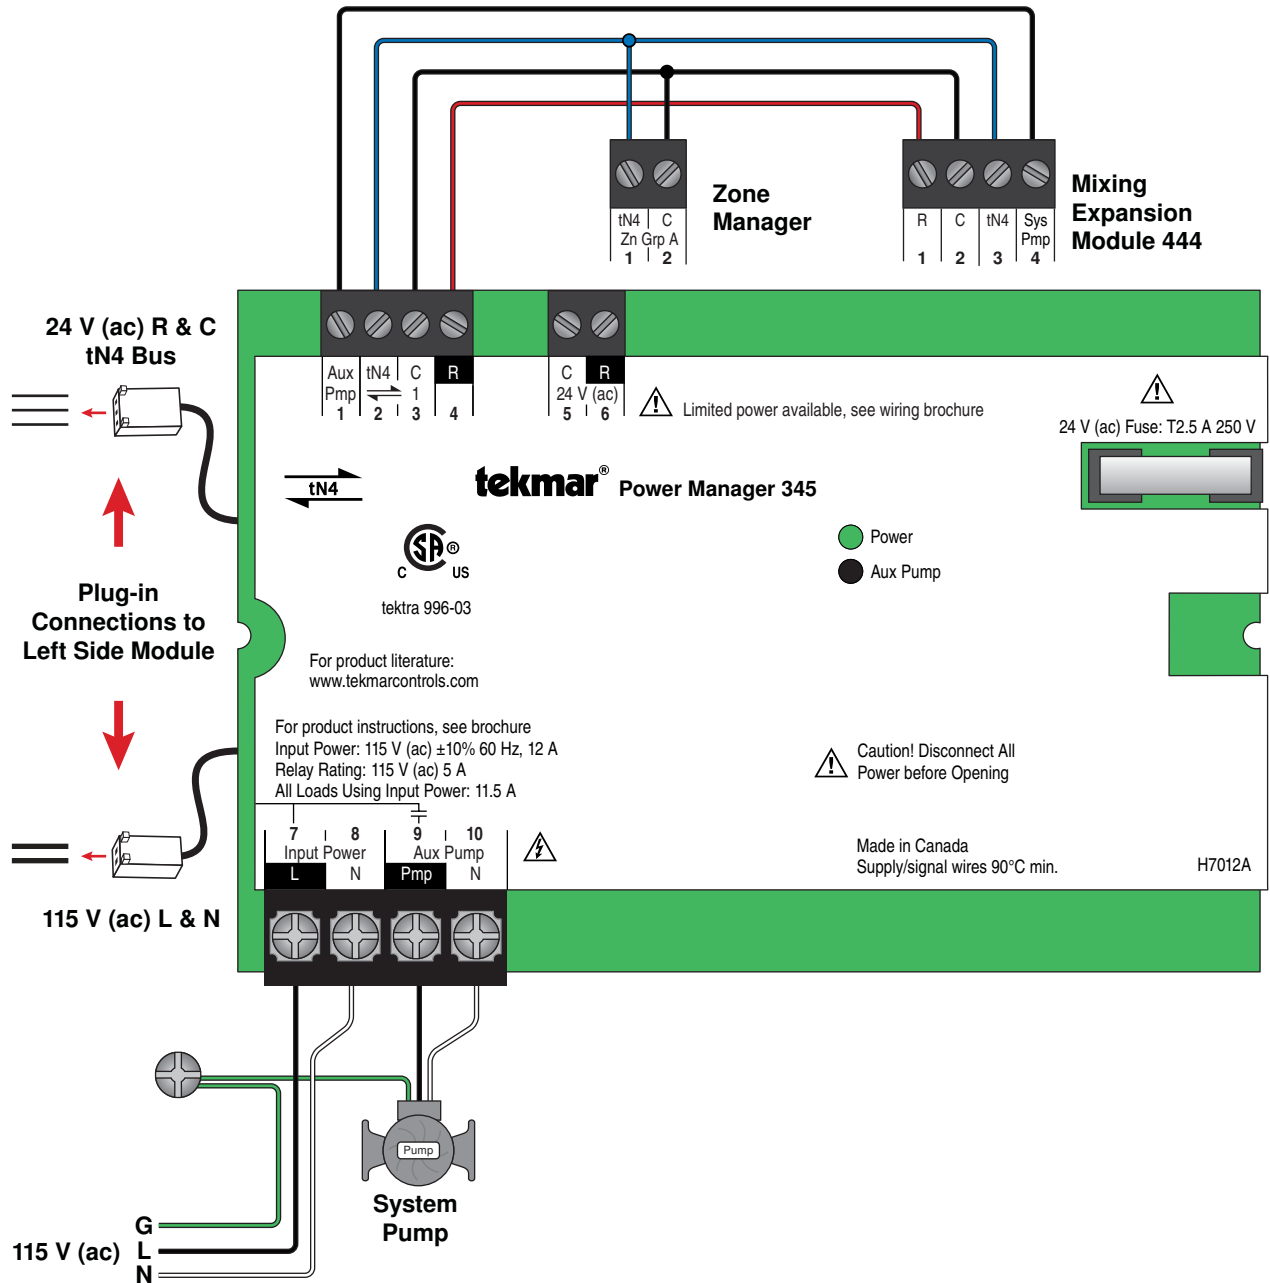 Zone
Manager
tN4 C
Zn Grp A
1 2
Mixing
Expansion
Module 444
R C tN4 Sys
Pmp
1 2 3 4
24 V (ac) R & C
tN4 Bus
Aux tN4 C R
Pmp 1
1 2 3 4
C R
24 V (ac)
5 6
Limited power available, see wiring brochure
24 V (ac) Fuse: T2.5 A 250 V
tN4
tekmar® Power Manager 345
Power
Aux Pump
SA ®
C US
tektra 996-03
Plug-in
Connections to
Left Side Module
For product literature:
www.tekmarcontrols.com
For product instructions, see brochure
Input Power: 115 V (ac) ±10% 60 Hz, 12 A
Relay Rating: 115 V (ac) 5 A
All Loads Using Input Power: 11.5 A
Caution! Disconnect All
Power before Opening
7 8 9 10
Input Power Aux Pump
L N Pmp N
Made in Canada
Supply/signal wires 90°C min.
H7012A
115 V (ac) L & N
Pump
System
Pump
G
115 V (ac) L
N